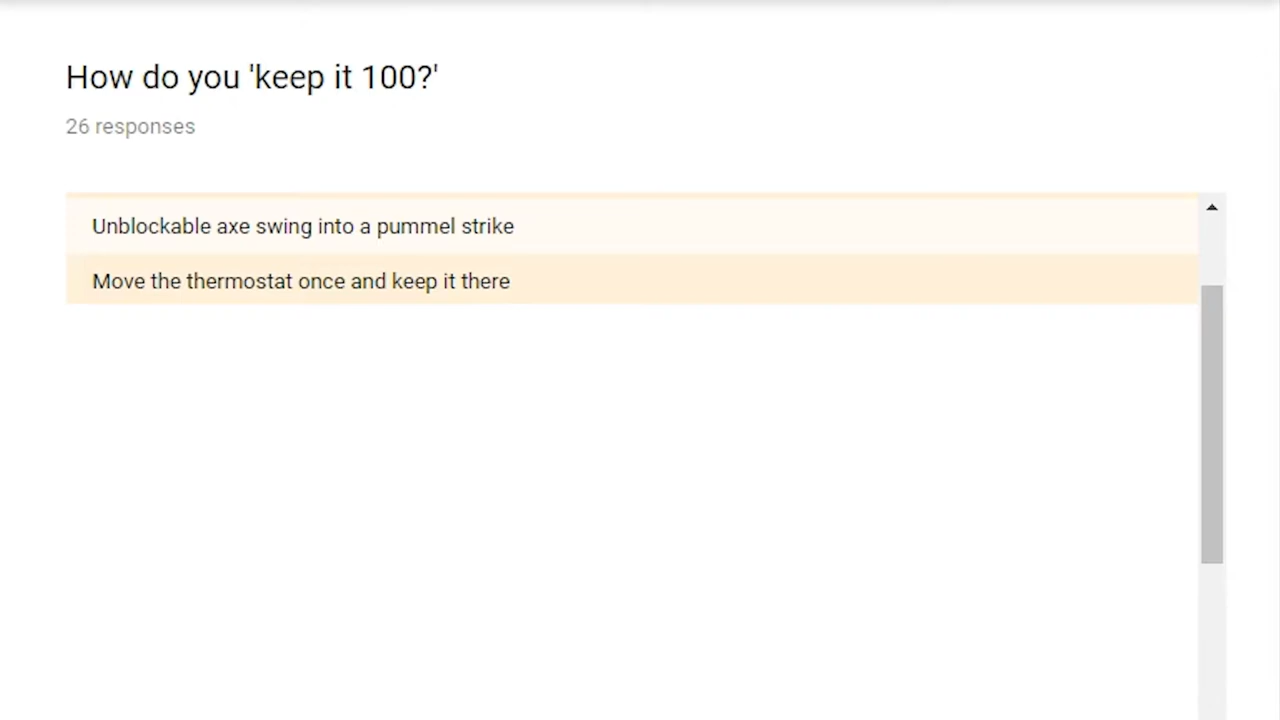 How do you 'keep it 100?'
26 responses
Unblockable axe swing into a pummel strike
Move the thermostat once and keep it there